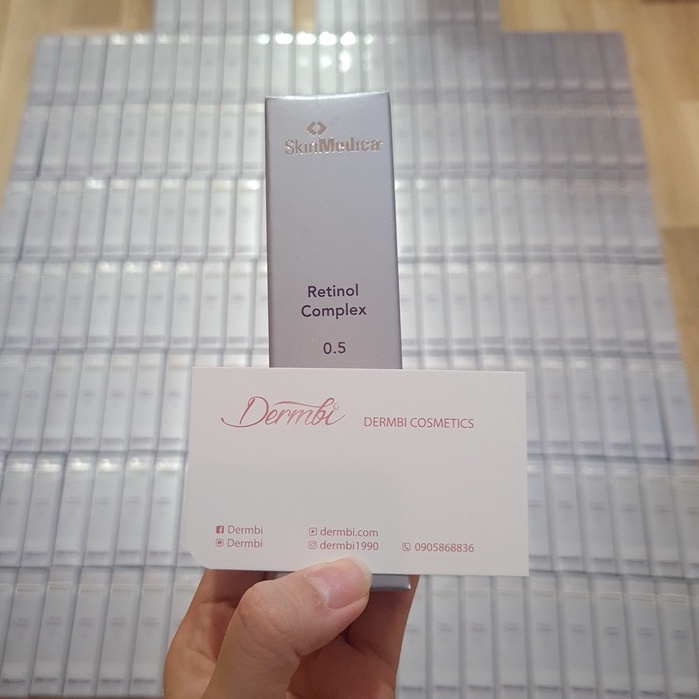 SkinMedica
Retinol
Complex
0.5
Dermbi
DERMBI COSMETICS
Dermbi
dermbi.com
Dermbi
dermbi1990
0905868836